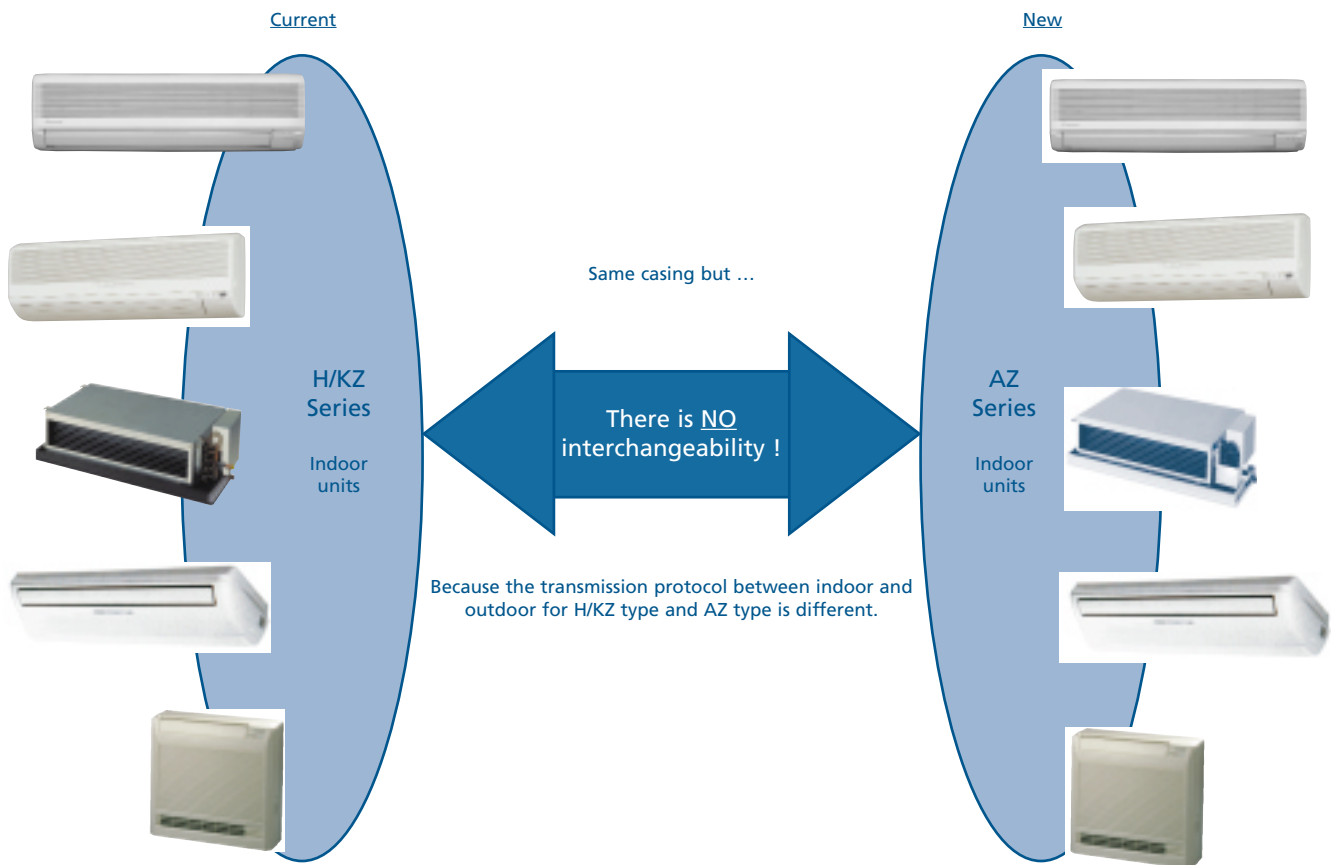 Current
New
Same casing but …
H/KZ
Series
Indoor
units
There is NO
interchangeability !
AZ
Series
Indoor
units
Because the transmission protocol between indoor and
outdoor for H/KZ type and AZ type is different.